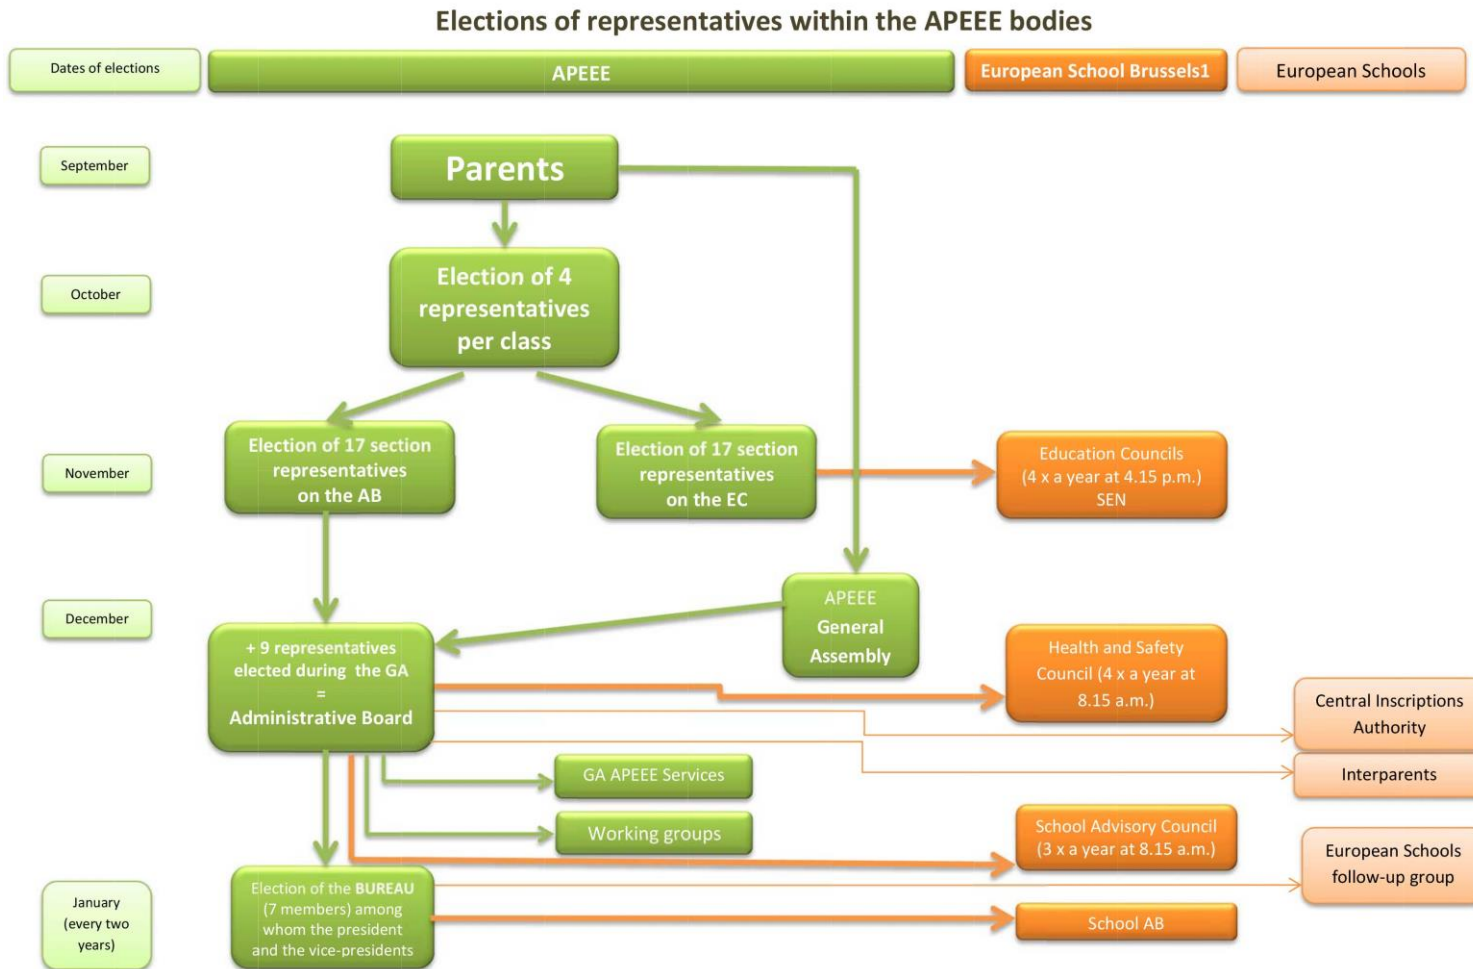 Elections of representatives within the APEEE bodies
Dates of elections
APEEE
European School Brussels1
European Schools
September
Parents
October
Election of 4
representatives
per class
November
Election of 17 section
representatives
on the AB
Election of 17 section
representatives
on the EC
Education Councils
(4 x a year at 4.15 p.m.)
SEN
December
APEEE
General
Assembly
+ 9 representatives
elected during the GA
=
Administrative Board
Health and Safety
Council (4 x a year at
8.15 a.m.)
Central Inscriptions
Authority
Interparents
GA APEEE Services
Working groups
School Advisory Council
(3 x a year at 8.15 a.m.)
European Schools
follow-up group
January
(every two
years)
Election of the BUREAU
(7 members) among
whom the president
and the vice-presidents
School AB